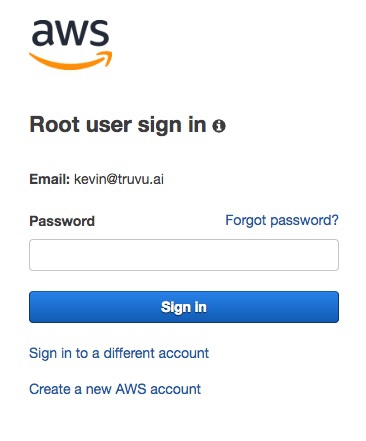 aws
Root user sign in
Email: kevin@truvu.ai
Password Forgot password?
Sign in
Sign in to a different account
Create a new AWS account